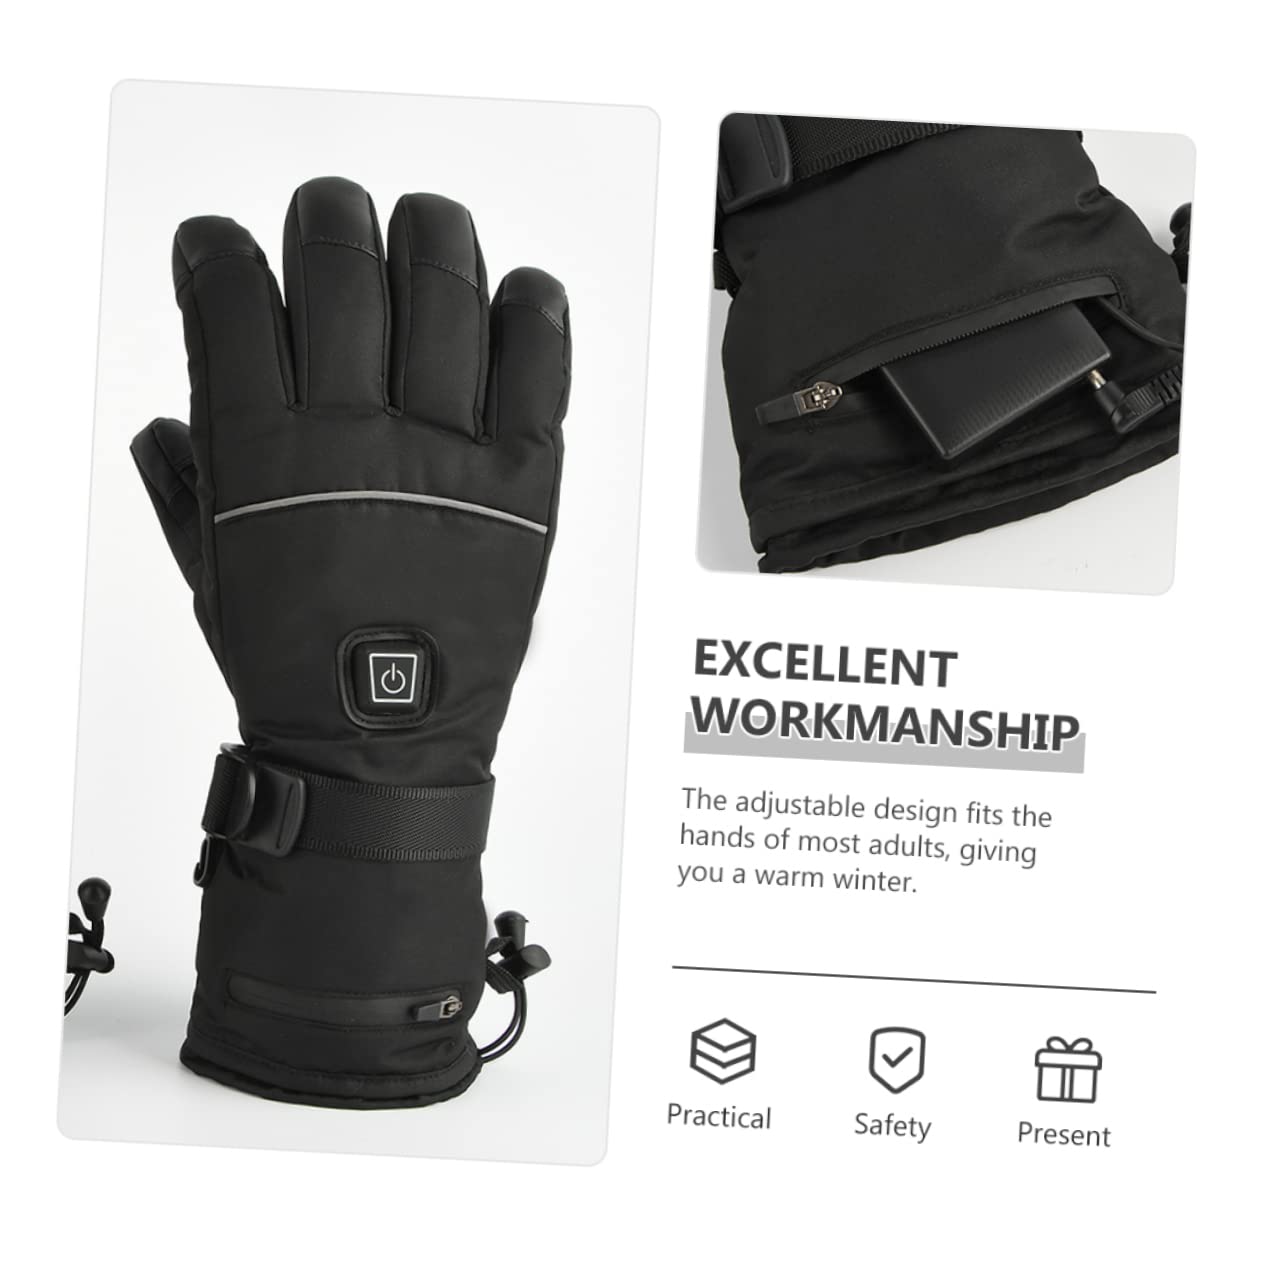 EXCELLENT
WORKMANSHIP
The adjustable design fits the
hands of most adults, giving
you a warm winter.
Practical
Safety
Present